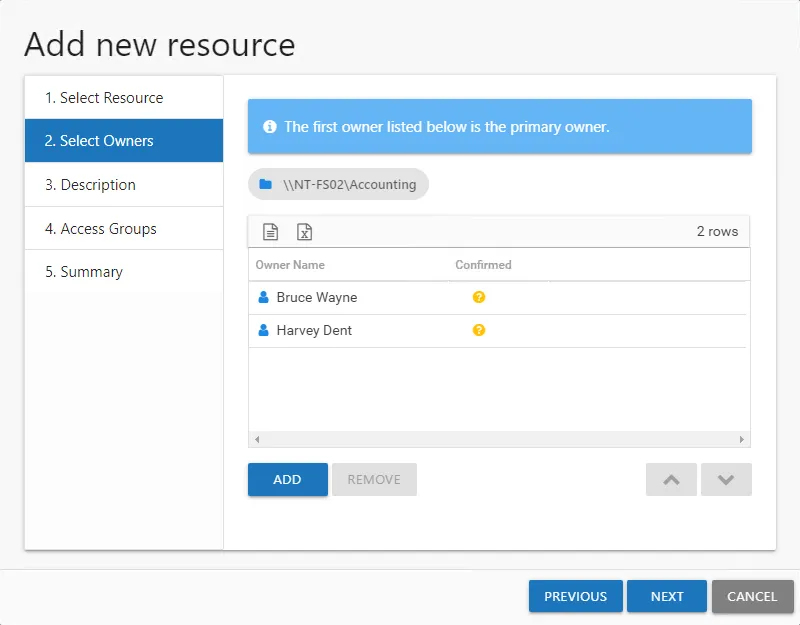 Add new resource
1. Select Resource
2. Select Owners
3. Description
4. Access Groups
5. Summary
The first owner listed below is the primary owner.
\\NT-FS02\Accounting
2 rows
Owner Name Confirmed
Bruce Wayne ?
Harvey Dent ?
ADD REMOVE
PREVIOUS NEXT CANCEL